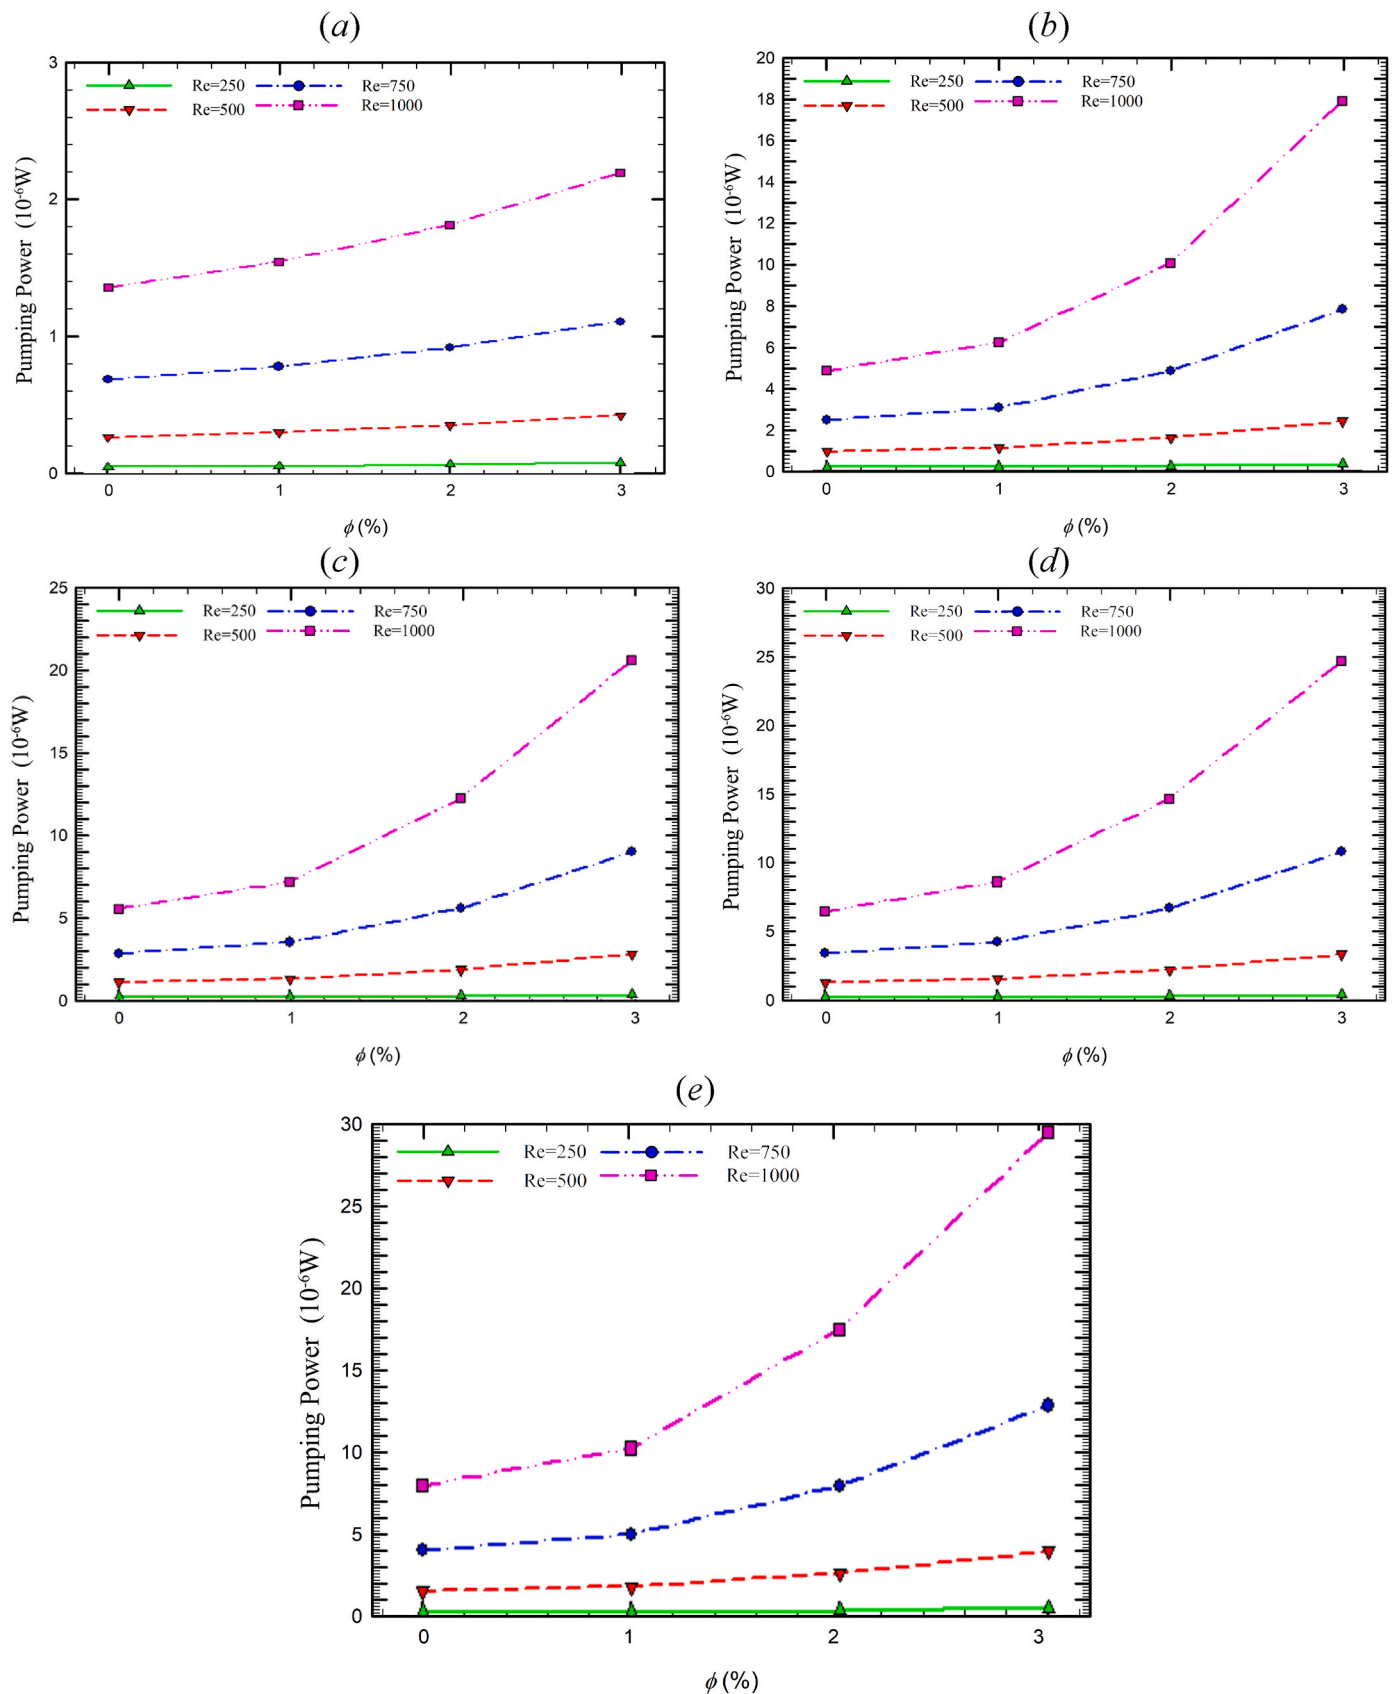 (a)
3
2
1
0
Re=250
Re=750
Re=500
Re=1000
Pumping Power (10-6W)
0 1 2 3
ϕ (%)
(b)
20
18
16
14
12
10
8
6
4
2
0
Re=250
Re=750
Re=500
Re=1000
Pumping Power (10-6W)
0 1 2 3
ϕ (%)
(c)
25
20
15
10
5
0
Re=250
Re=750
Re=500
Re=1000
Pumping Power (10-6W)
0 1 2 3
ϕ (%)
(d)
30
25
20
15
10
5
0
Re=250
Re=750
Re=500
Re=1000
Pumping Power (10-6W)
0 1 2 3
ϕ (%)
(e)
30
25
20
15
10
5
0
Re=250
Re=750
Re=500
Re=1000
Pumping Power (10-6W)
0 1 2 3
ϕ (%)